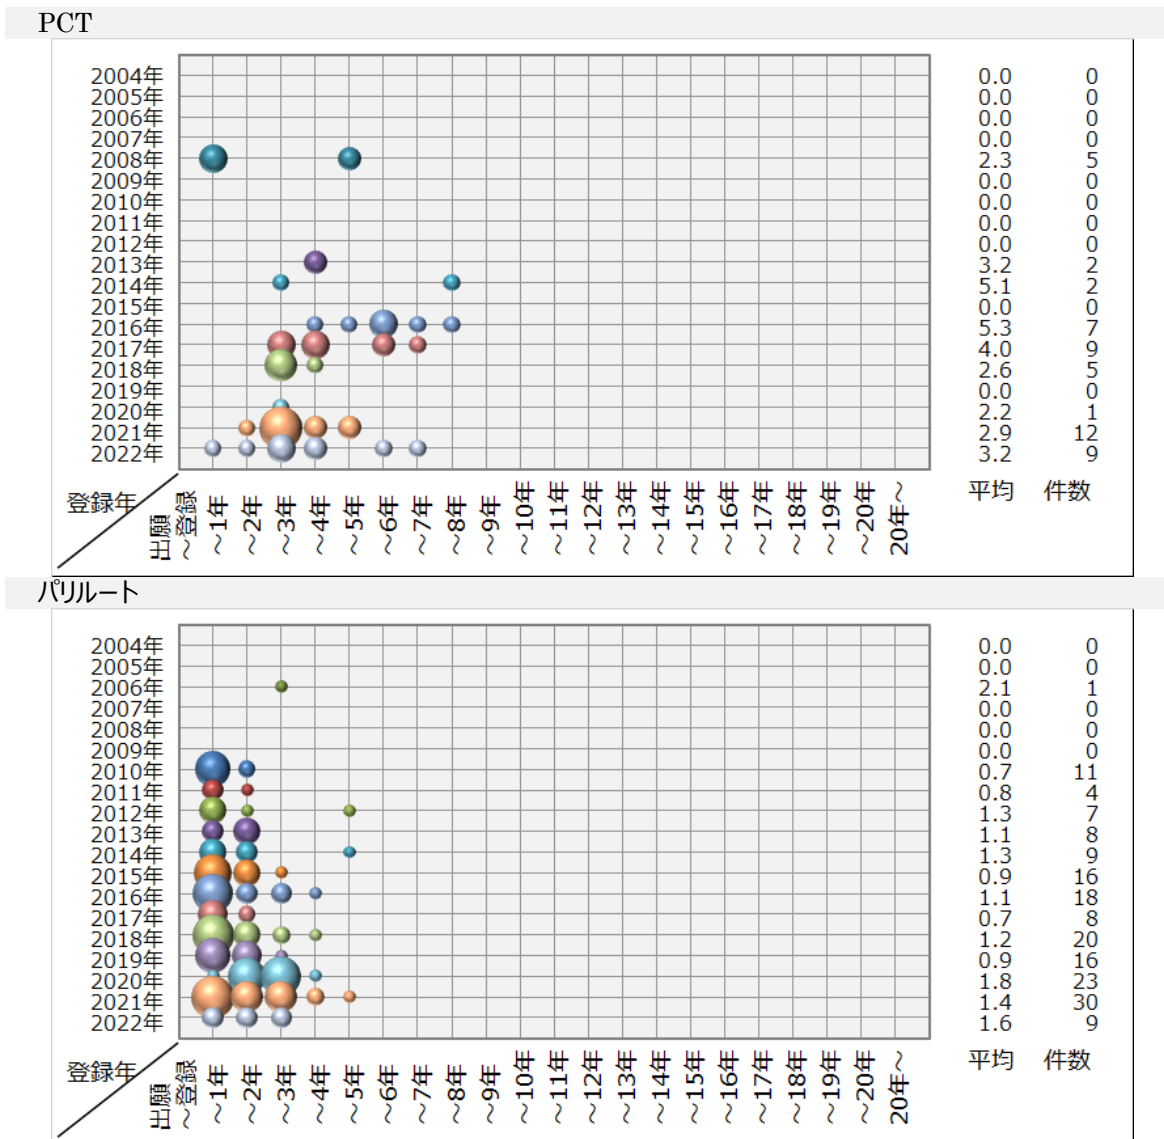 PCT
2004年 0.0 0
2005年 0.0 0
2006年 0.0 0
2007年 0.0 0
2008年 2.3 5
2009年 0.0 0
2010年 0.0 0
2011年 0.0 0
2012年 0.0 0
2013年 3.2 2
2014年 5.1 2
2015年 0.0 0
2016年 5.3 7
2017年 4.0 9
2018年 2.6 5
2019年 0.0 0
2020年 2.2 1
2021年 2.9 12
2022年 3.2 9
登録年 平均 件数
出願
～登録
～1年
～2年
～3年
～4年
～5年
～6年
～7年
～8年
～9年
～10年
～11年
～12年
～13年
～14年
～15年
～16年
～17年
～18年
～19年
～20年
20年～
パリルート
2004年 0.0 0
2005年 0.0 0
2006年 2.1 1
2007年 0.0 0
2008年 0.0 0
2009年 0.0 0
2010年 0.7 11
2011年 0.8 4
2012年 1.3 7
2013年 1.1 8
2014年 1.3 9
2015年 0.9 16
2016年 1.1 18
2017年 0.7 8
2018年 1.2 20
2019年 0.9 16
2020年 1.8 23
2021年 1.4 30
2022年 1.6 9
登録年 平均 件数
出願
～登録
～1年
～2年
～3年
～4年
～5年
～6年
～7年
～8年
～9年
～10年
～11年
～12年
～13年
～14年
～15年
～16年
～17年
～18年
～19年
～20年
20年～